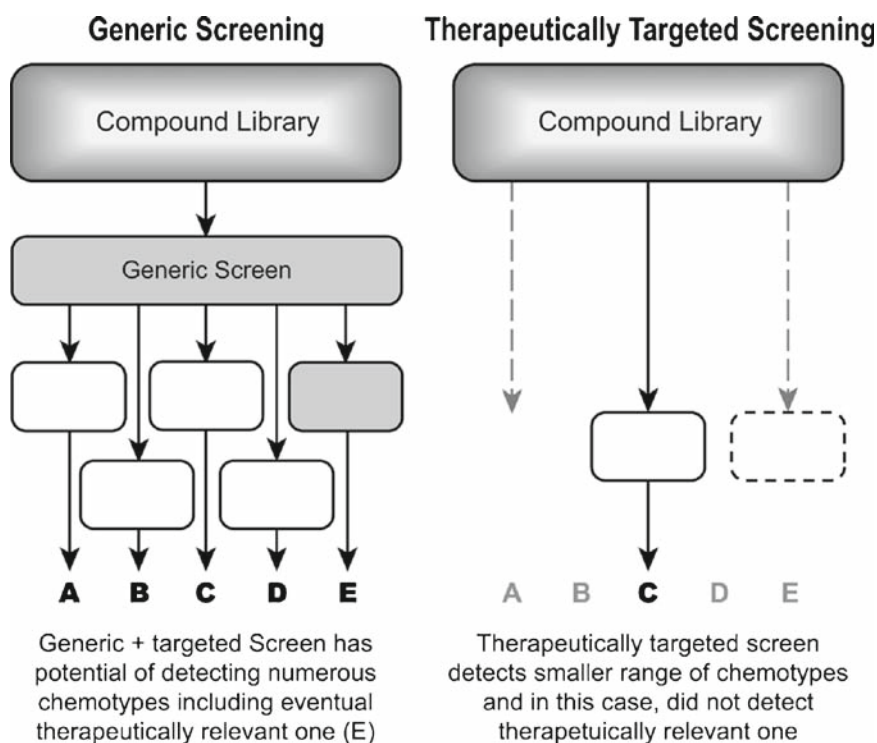 Generic Screening
Compound Library
Generic Screen
A B C D E
Generic + targeted Screen has
potential of detecting numerous
chemotypes including eventual
therapeutically relevant one (E)
Therapeutically Targeted Screening
Compound Library
A B C D E
Therapeutically targeted screen
detects smaller range of chemotypes
and in this case, did not detect
therapetuically relevant one